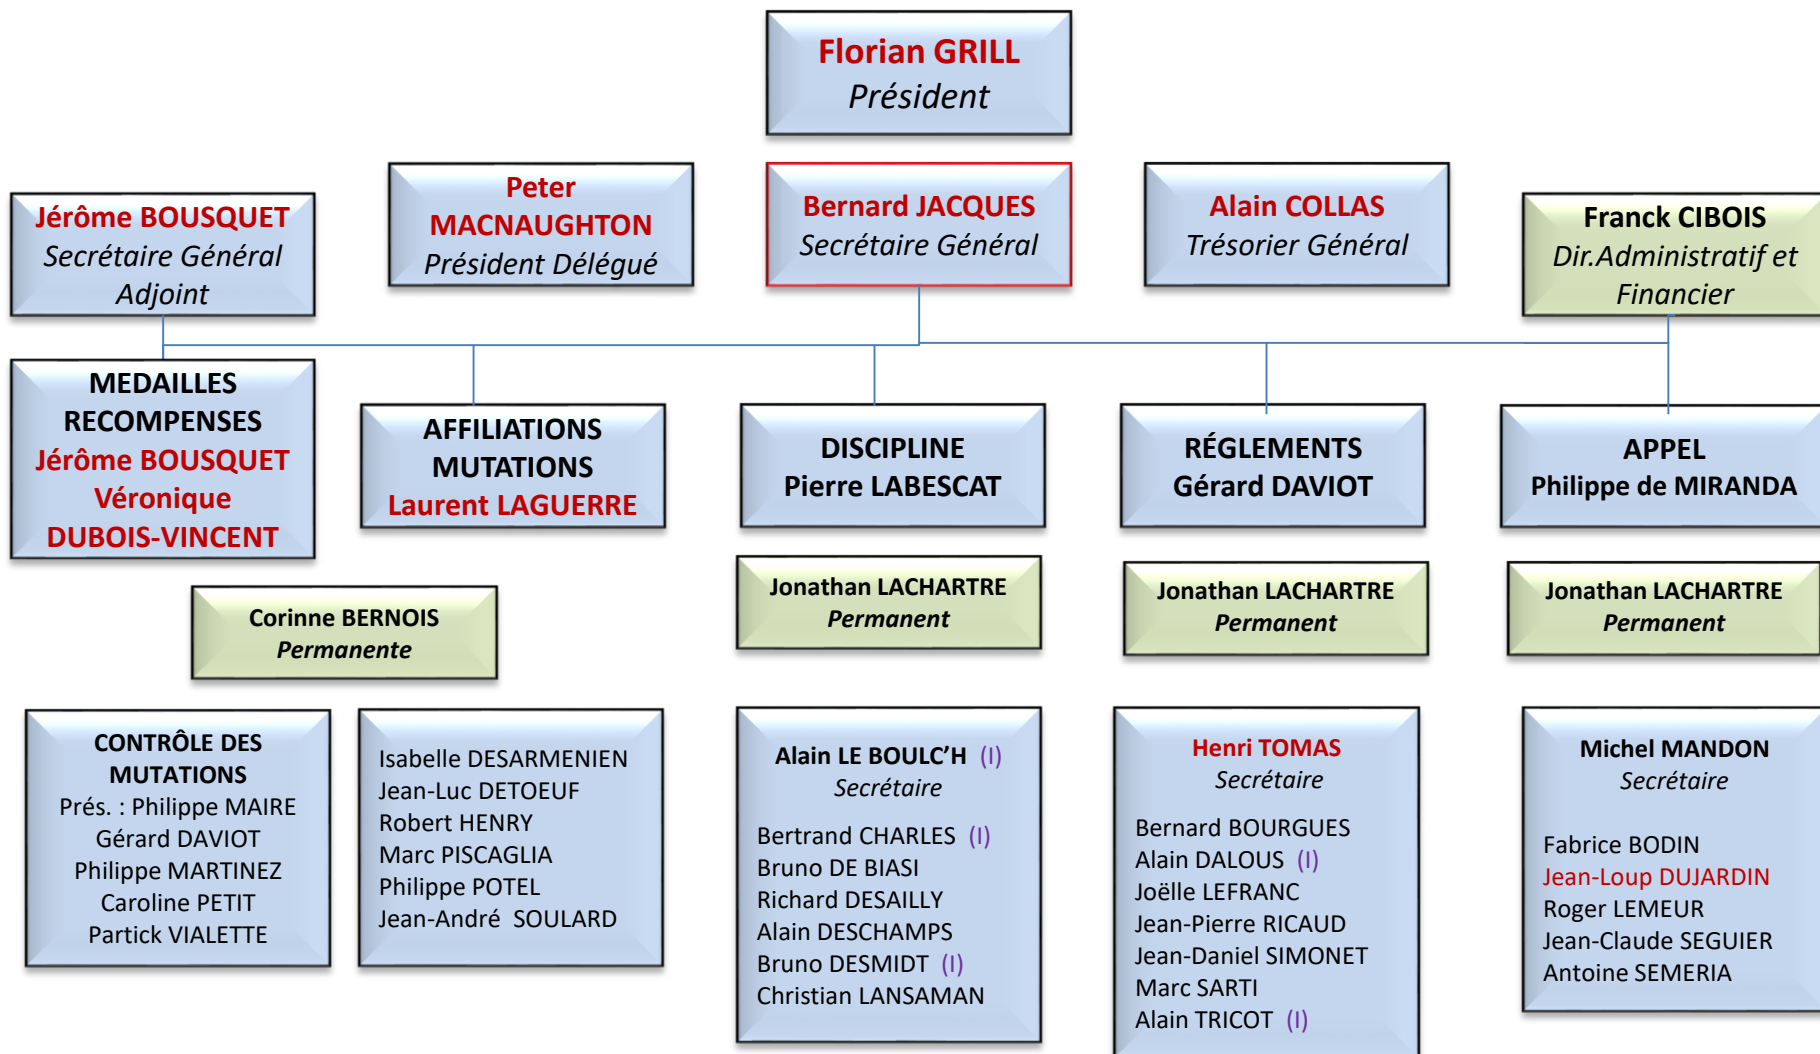 Florian GRILL
Président
Jérôme BOUSQUET
Secrétaire Général
Adjoint
Peter
MACNAUGHTON
Président Délégué
Bernard JACQUES
Secrétaire Général
Alain COLLAS
Trésorier Général
Franck CIBOIS
Dir.Administratif et
Financier
MEDAILLES
RECOMPENSES
Jérôme BOUSQUET
Véronique
DUBOIS-VINCENT
AFFILIATIONS
MUTATIONS
Laurent LAGUERRE
DISCIPLINE
Pierre LABESCAT
RÉGLEMENTS
Gérard DAVIOT
APPEL
Philippe de MIRANDA
Corinne BERNOIS
Permanente
Jonathan LACHARTRE
Permanent
Jonathan LACHARTRE
Permanent
Jonathan LACHARTRE
Permanent
CONTRÔLE DES
MUTATIONS
Prés. : Philippe MAIRE
Gérard DAVIOT
Philippe MARTINEZ
Caroline PETIT
Partick VIALETTE
Isabelle DESARMENIEN
Jean-Luc DETOEUF
Robert HENRY
Marc PISCAGLIA
Philippe POTEL
Jean-André SOULARD
Alain LE BOULC’H (I)
Secrétaire
Bertrand CHARLES (I)
Bruno DE BIASI
Richard DESAILLY
Alain DESCHAMPS
Bruno DESMIDT (I)
Christian LANSAMAN
Henri TOMAS
Secrétaire
Bernard BOURGUES
Alain DALOUS (I)
Joëlle LEFRANC
Jean-Pierre RICAUD
Jean-Daniel SIMONET
Marc SARTI
Alain TRICOT (I)
Michel MANDON
Secrétaire
Fabrice BODIN
Jean-Loup DUJARDIN
Roger LEMEUR
Jean-Claude SEGUIER
Antoine SEMERIA